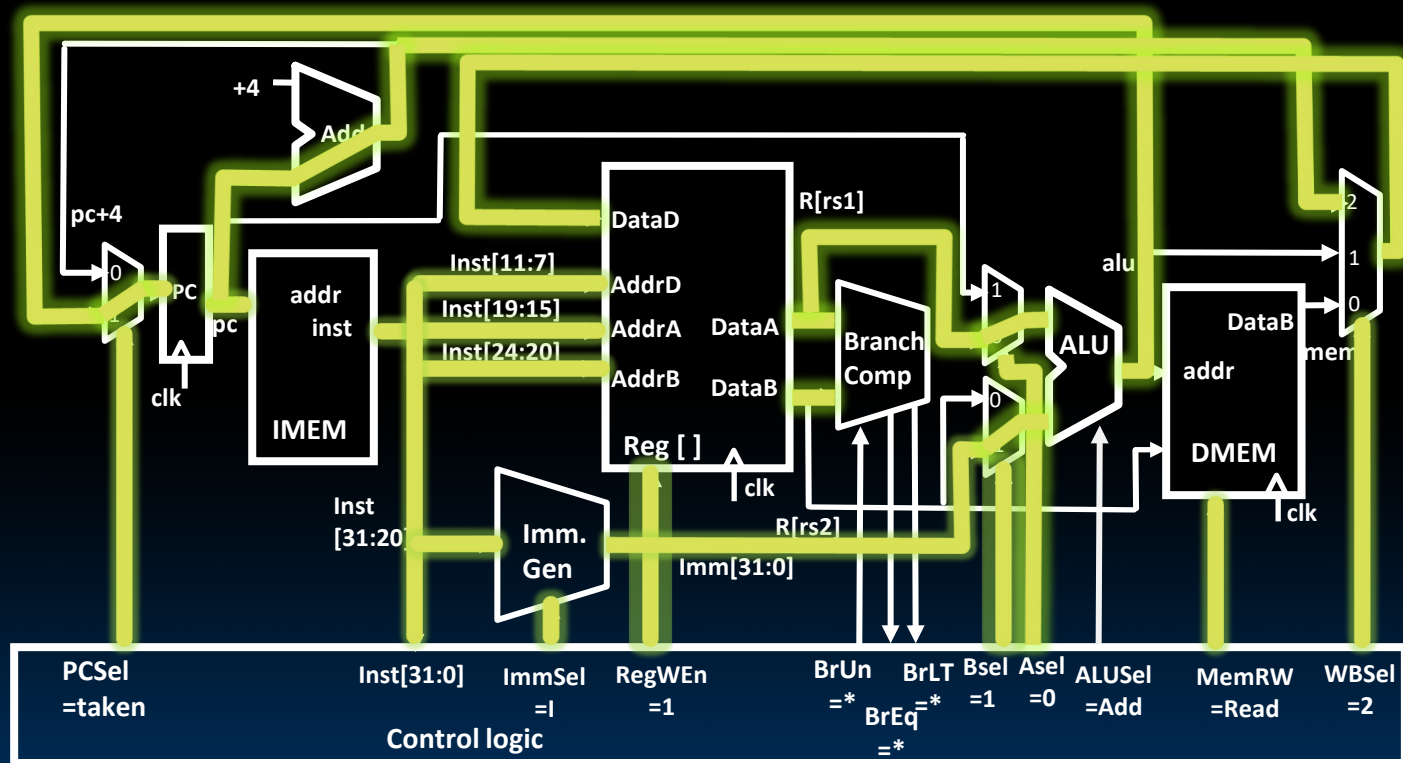 +4
Add
pc+4
0
1
PC
pc
clk
addr
inst
IMEM
Inst[11:7]
Inst[19:15]
Inst[24:20]
DataD
AddrD
AddrA
AddrB
DataA
DataB
Reg [ ]
clk
R[rs1]
Branch
Comp
1
0
ALU
alu
2
1
0
DataB
mem
addr
DMEM
clk
Inst
[31:20]
Imm.
Gen
R[rs2]
Imm[31:0]
PCSel
=taken
Inst[31:0]
ImmSel
=I
RegWEn
=1
BrUn
=*
BrEq
=*
BrLT
=*
Bsel
=1
Asel
=0
ALUSel
=Add
MemRW
=Read
WBSel
=2
Control logic